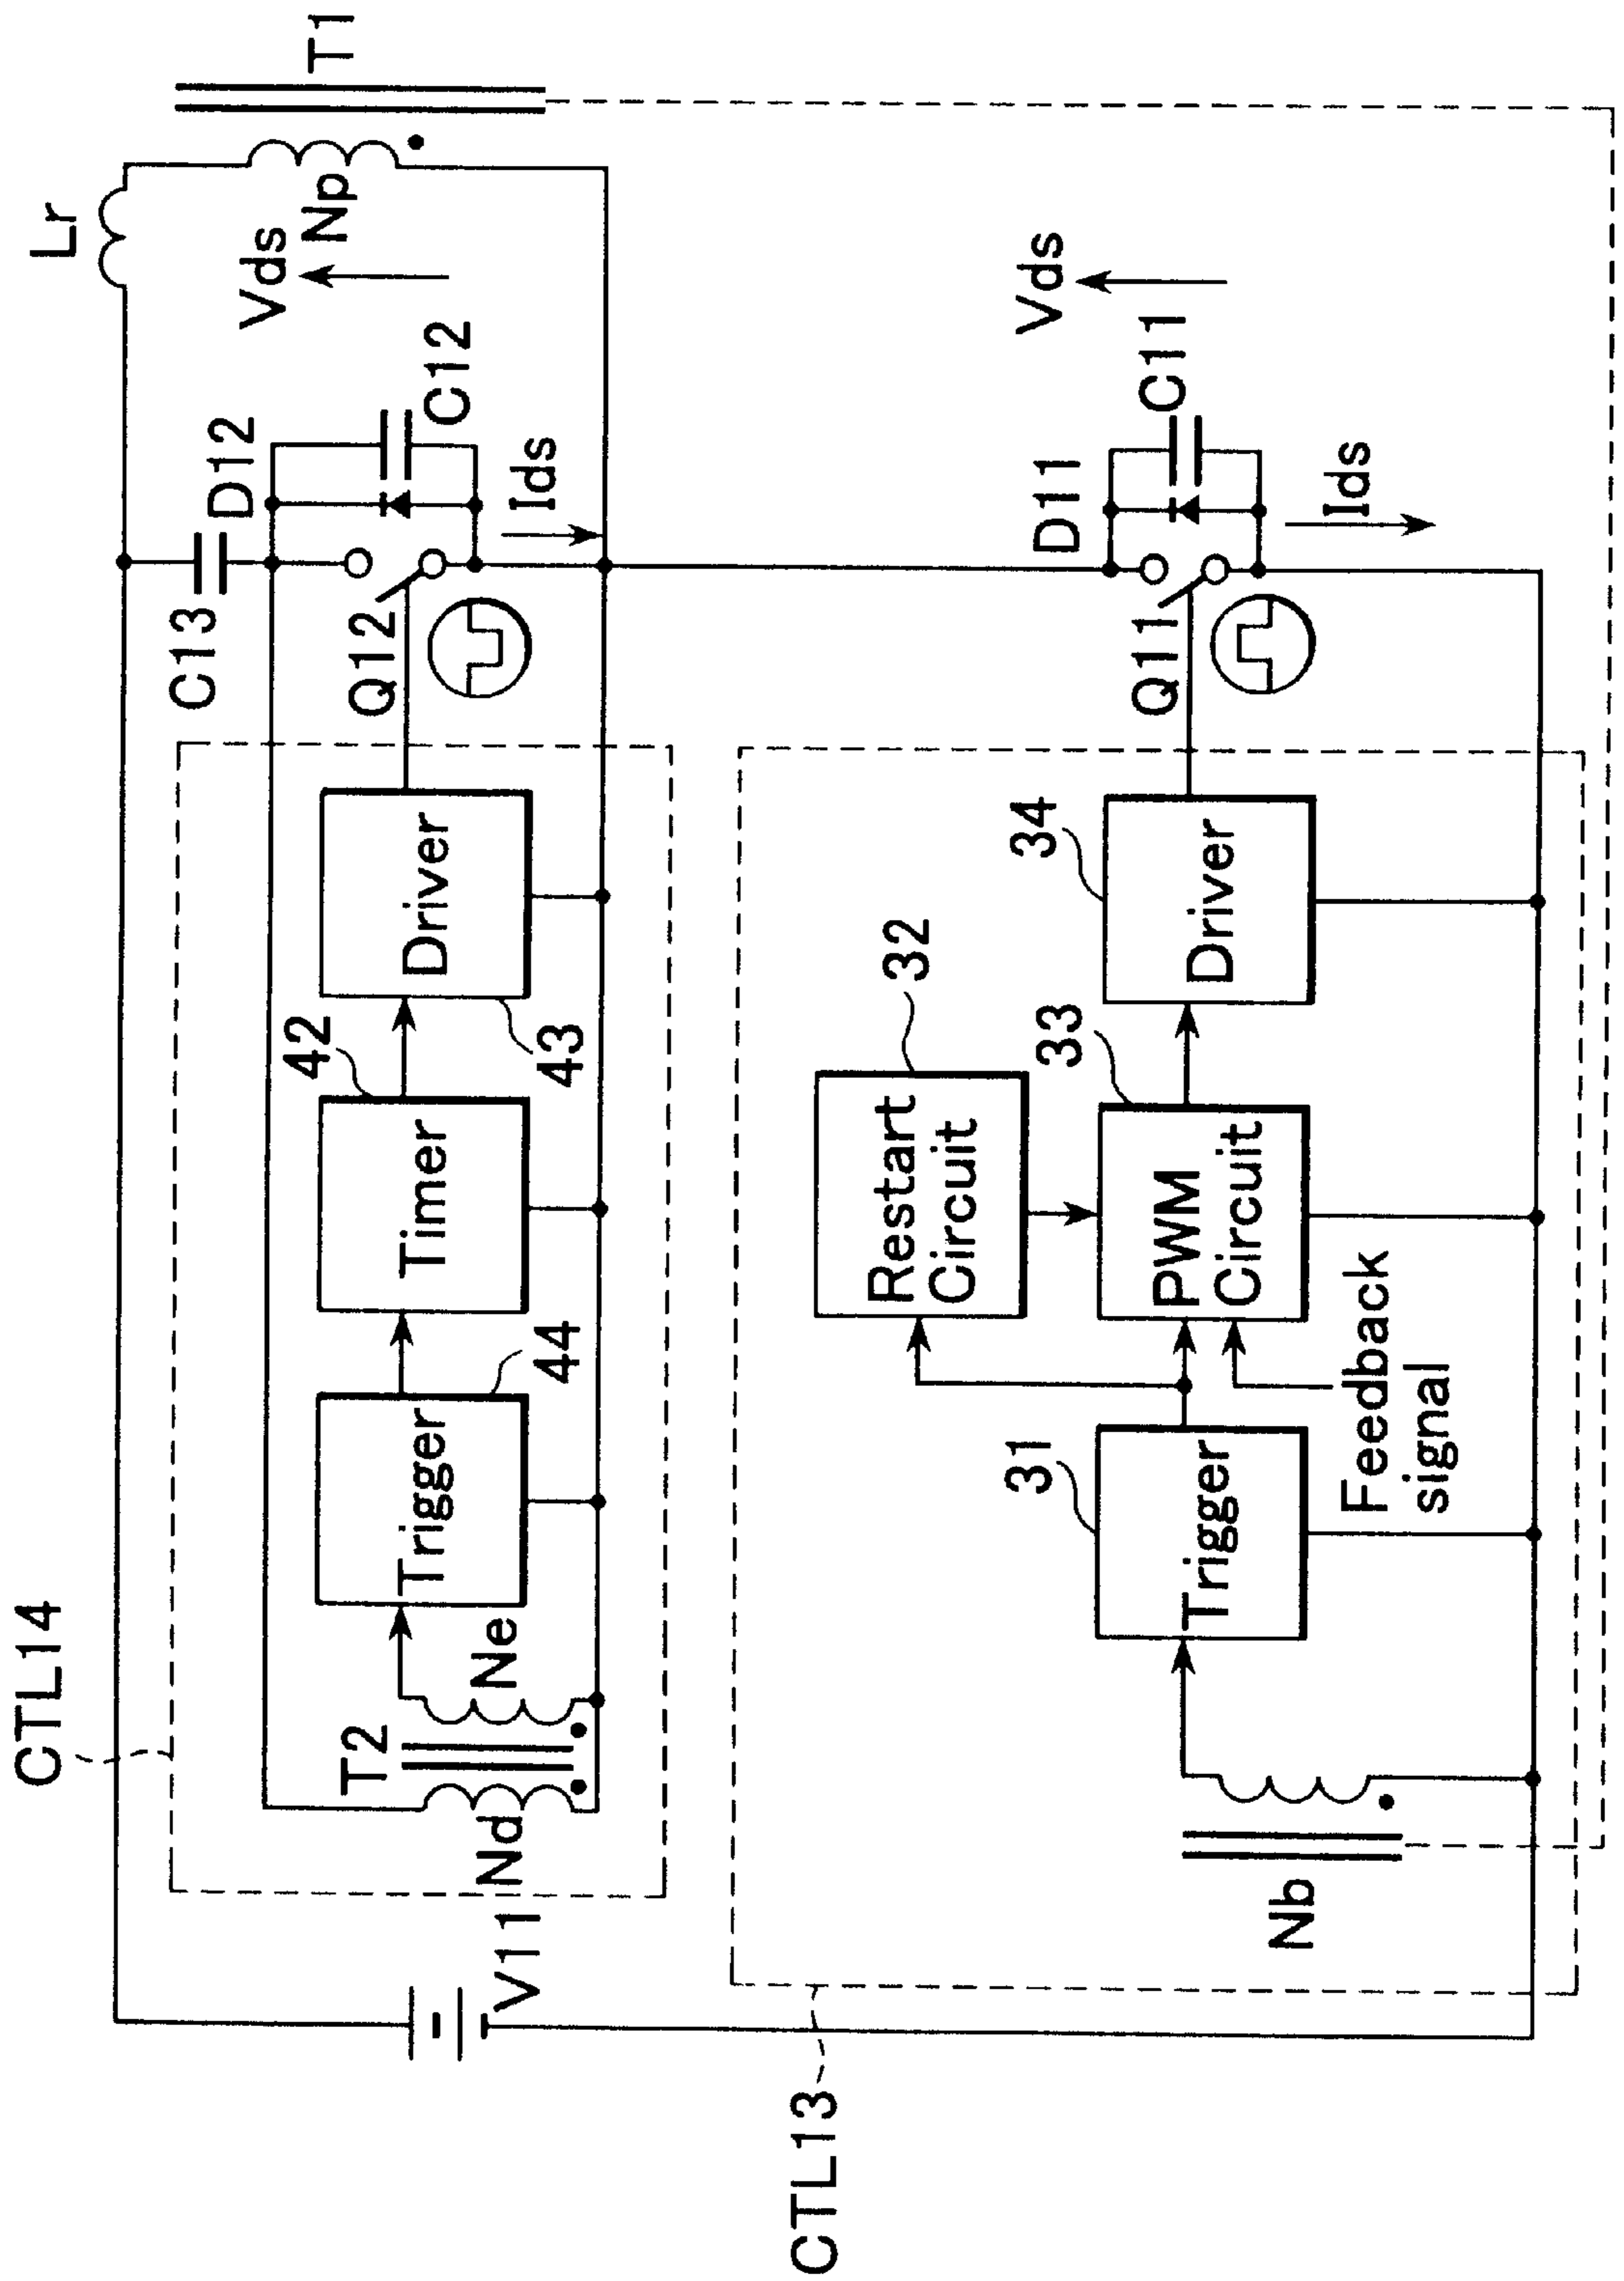 CTL14
V11
T2
Nd
Ne
Trigger
44
Timer
42
Driver
43
C13
D12
Q12
C12
Ids
Vds
Lr
Np
T1
CTL13
Nb
Trigger
31
Feedback
signal
Restart
Circuit
32
PWM
Circuit
33
Driver
34
Q11
D11
C11
Ids
Vds